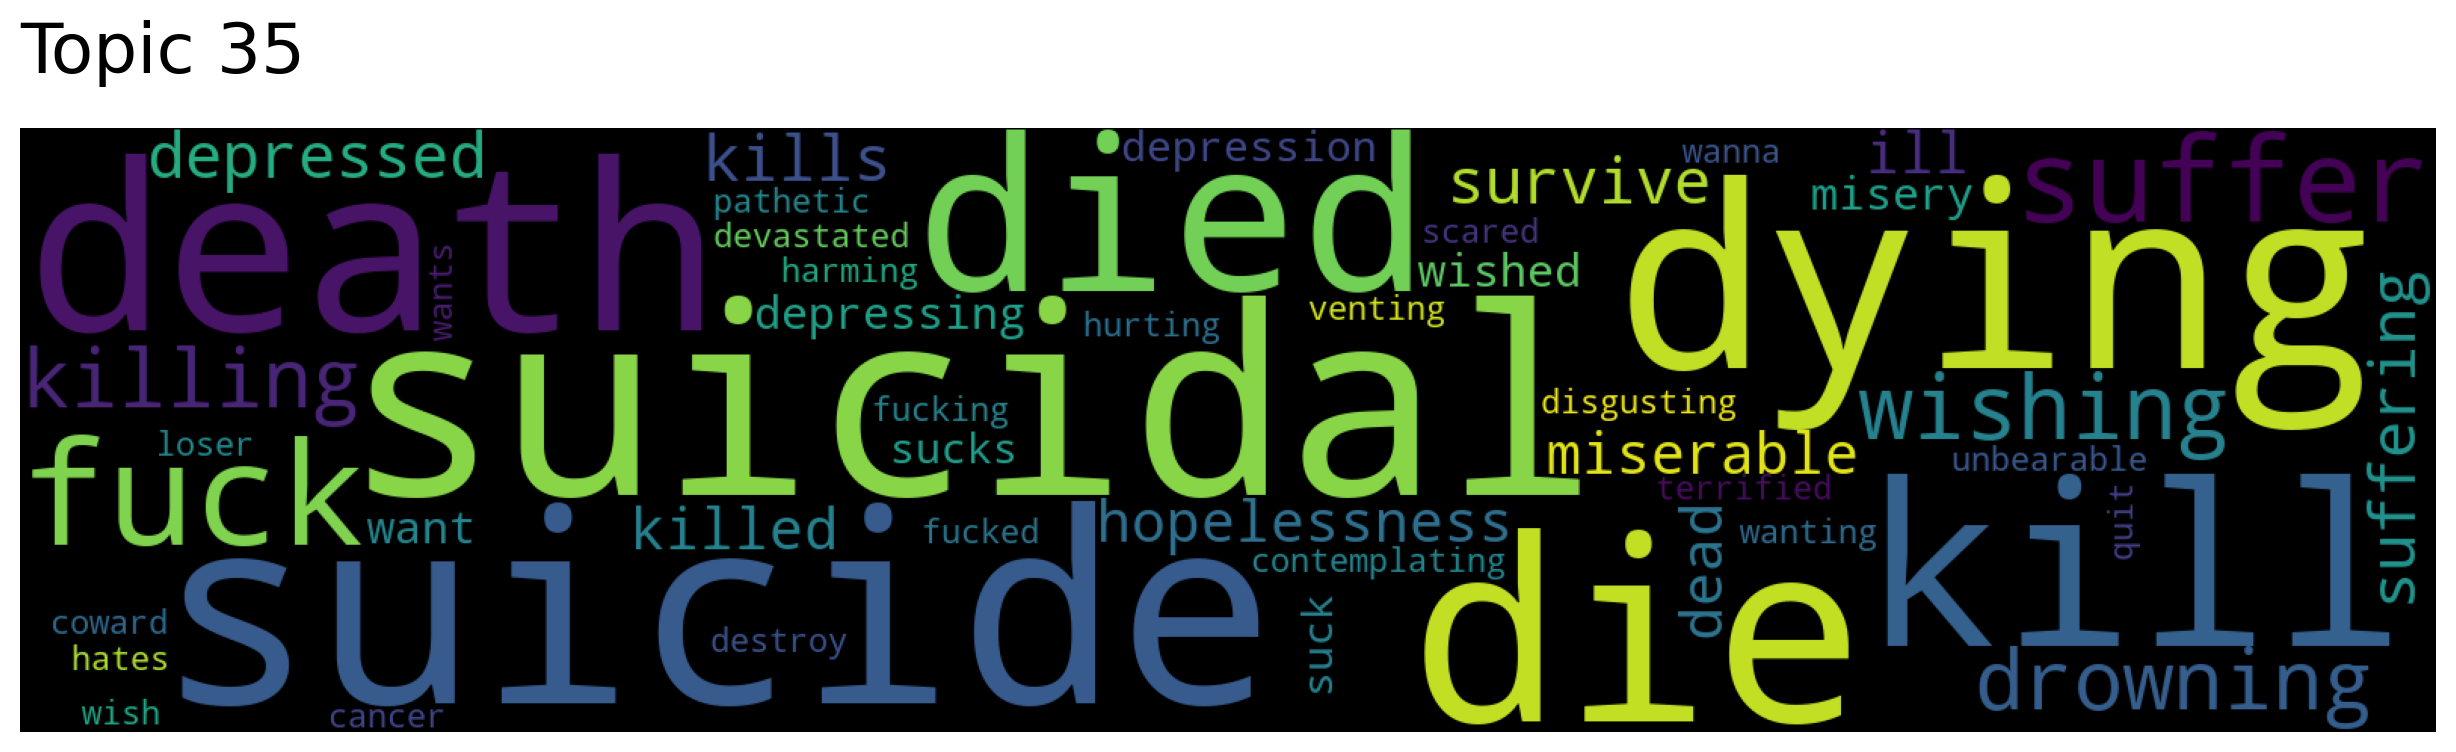 Topic 35
depressed
kills
died
depression
survive
wanna
ill
misery
suffer
death
wants
pathetic
devastated
harming
scared
wished
dying
depressing
hurting
venting
suffering
killing
suicidal
disgusting
wishing
fucking
sucks
loser
fuck
miserable
unbearable
terrified
want
killed
fucked
hopelessness
contemplating
dead
wanting
quit
kill
suicide
die
coward
hates
destroy
suck
drowning
wish
cancer